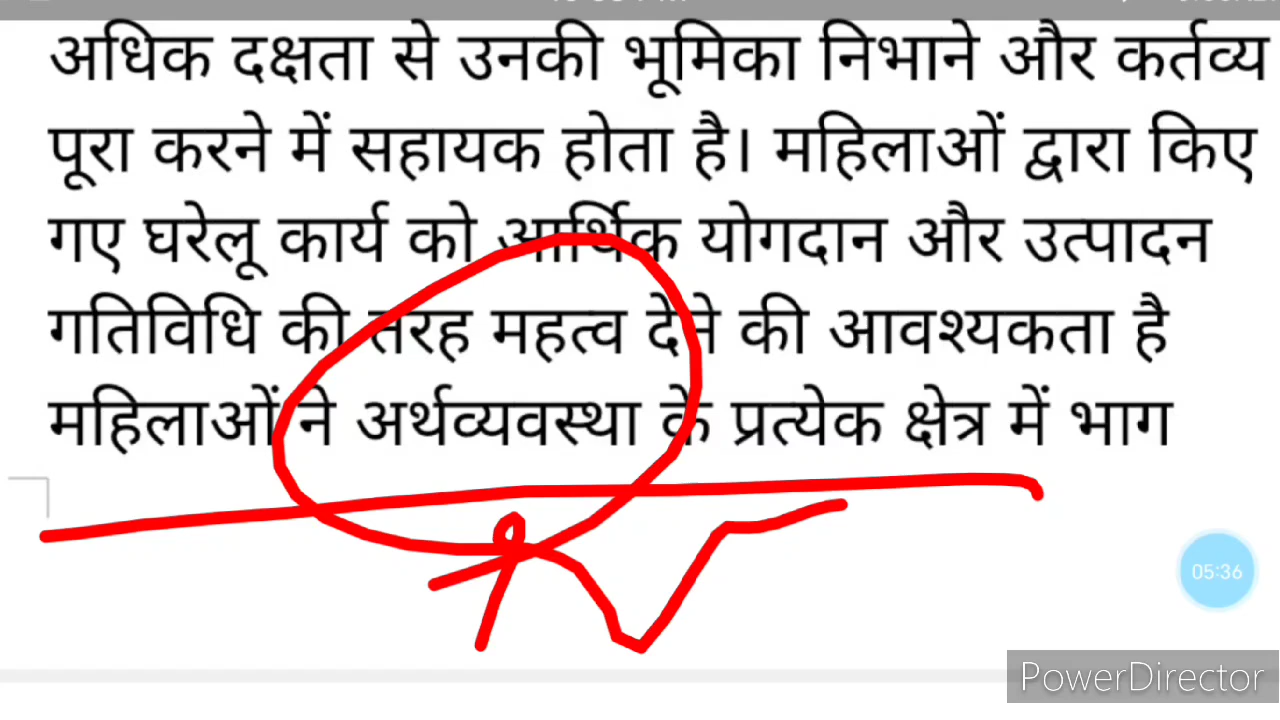 अधिक दक्षता से उनकी भूमिका निभाने और कर्तव्य
पूरा करने में सहायक होता है। महिलाओं द्वारा किए
गए घरेलू कार्य को आर्थिक योगदान और उत्पादन
गतिविधि की तरह महत्व देने की आवश्यकता है
महिलाओं ने अर्थव्यवस्था के प्रत्येक क्षेत्र में भाग
05:36
PowerDirector